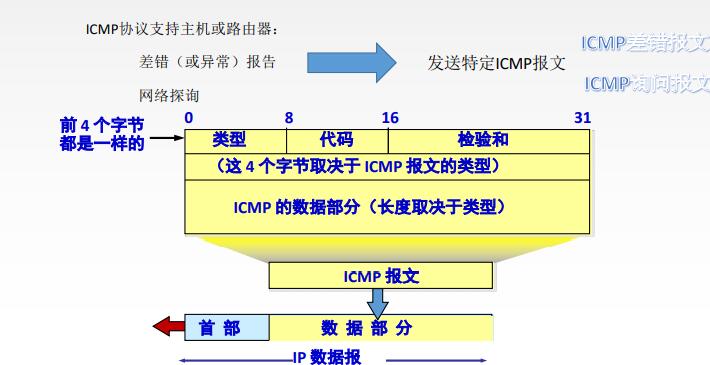 ICMP协议支持主机或路由器：
差错（或异常）报告
网络探询
发送特定ICMP报文
ICMP差错报文
ICMP询问报文
前 4 个字节
都是一样的
0 8 16 31
类型 代码 检验和
（这 4 个字节取决于 ICMP 报文的类型）
ICMP 的数据部分（长度取决于类型）
ICMP 报文
首 部 数 据 部 分
IP 数据报